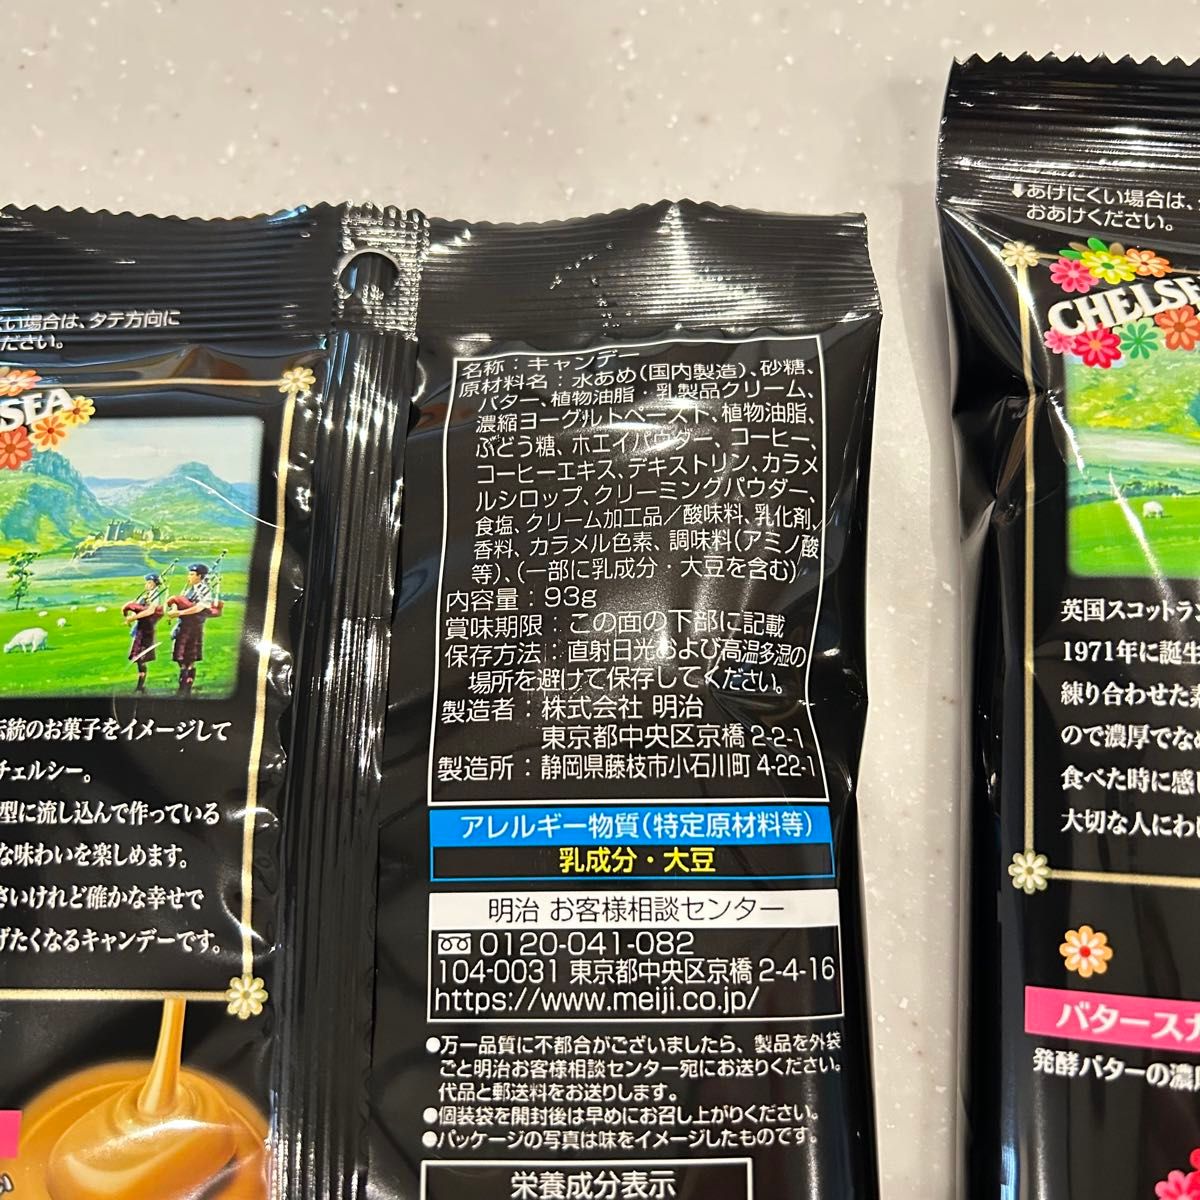 くい場合は、タテ方向に
ください。
SEA
伝統のお菓子をイメージして
チェルシー。
型に流し込んで作っている
な味わいを楽しめます。
さいけれど確かな幸せで
げたくなるキャンデーです。
名称：キャンデー
原材料名：水あめ(国内製造)、砂糖、
バター、植物油脂・乳製品クリーム、
濃縮ヨーグルトペースト、植物油脂、
ぶどう糖、ホエイパウダー、コーヒー、
コーヒーエキス、デキストリン、カラメ
ルシロップ、クリーミングパウダー、
食塩、クリーム加工品／酸味料、乳化剤、
香料、カラメル色素、調味料(アミノ酸
等)、(一部に乳成分・大豆を含む)
内容量：93g
賞味期限：この面の下部に記載
保存方法：直射日光および高温多湿の
場所を避けて保存してください。
製造者：株式会社 明治
東京都中央区京橋 2-2-1
製造所：静岡県藤枝市小石川町 4-22-1
アレルギー物質(特定原材料等)
乳成分・大豆
明治 お客様相談センター
0120-041-082
104-0031 東京都中央区京橋 2-4-16
https://www.meiji.co.jp/
●万一品質に不都合がございましたら、製品を外袋
ごと明治お客様相談センター宛にお送りください。
代品と郵送料をお送りします。
●個装袋を開封後は早めにお召し上がりください。
●パッケージの写真は味をイメージしたものです。
栄養成分表示
⬇あけにくい場合は、
おあけください。
CHELSE
英国スコットラ
1971年に誕生
練り合わせた
ので濃厚でなめ
食べた時に感じ
大切な人にわけ
バタースカ
発酵バターの濃厚